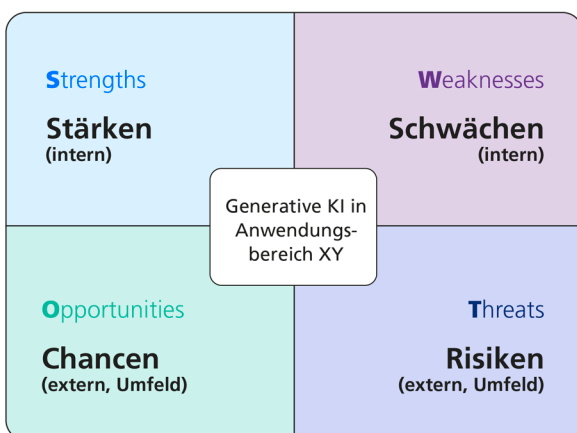 Strengths
Stärken
(intern)
Weaknesses
Schwächen
(intern)
Generative KI in
Anwendungs-
bereich XY
Opportunities
Chancen
(extern, Umfeld)
Threats
Risiken
(extern, Umfeld)